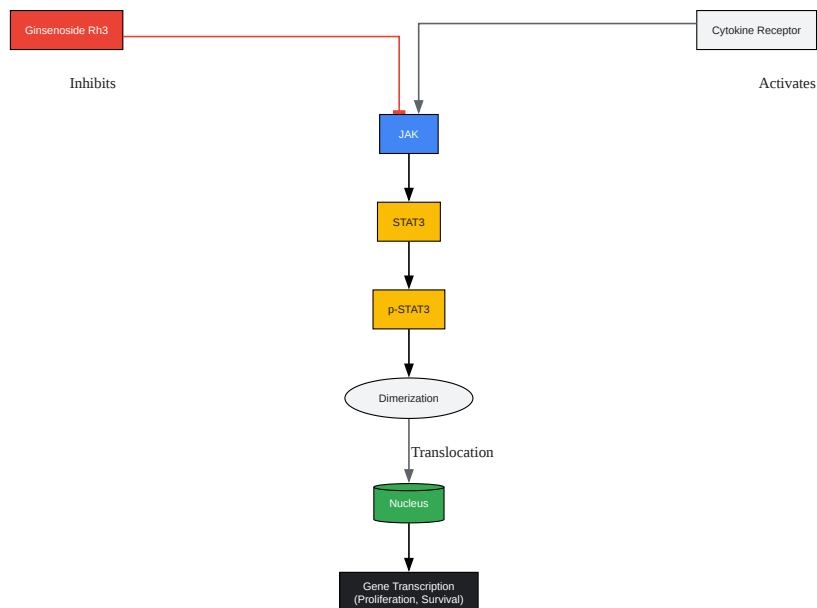 Ginsenoside Rh3
Cytokine Receptor
Inhibits
Activates
JAK
STAT3
p-STAT3
Dimerization
Translocation
Nucleus
Gene Transcription
(Proliferation, Survival)